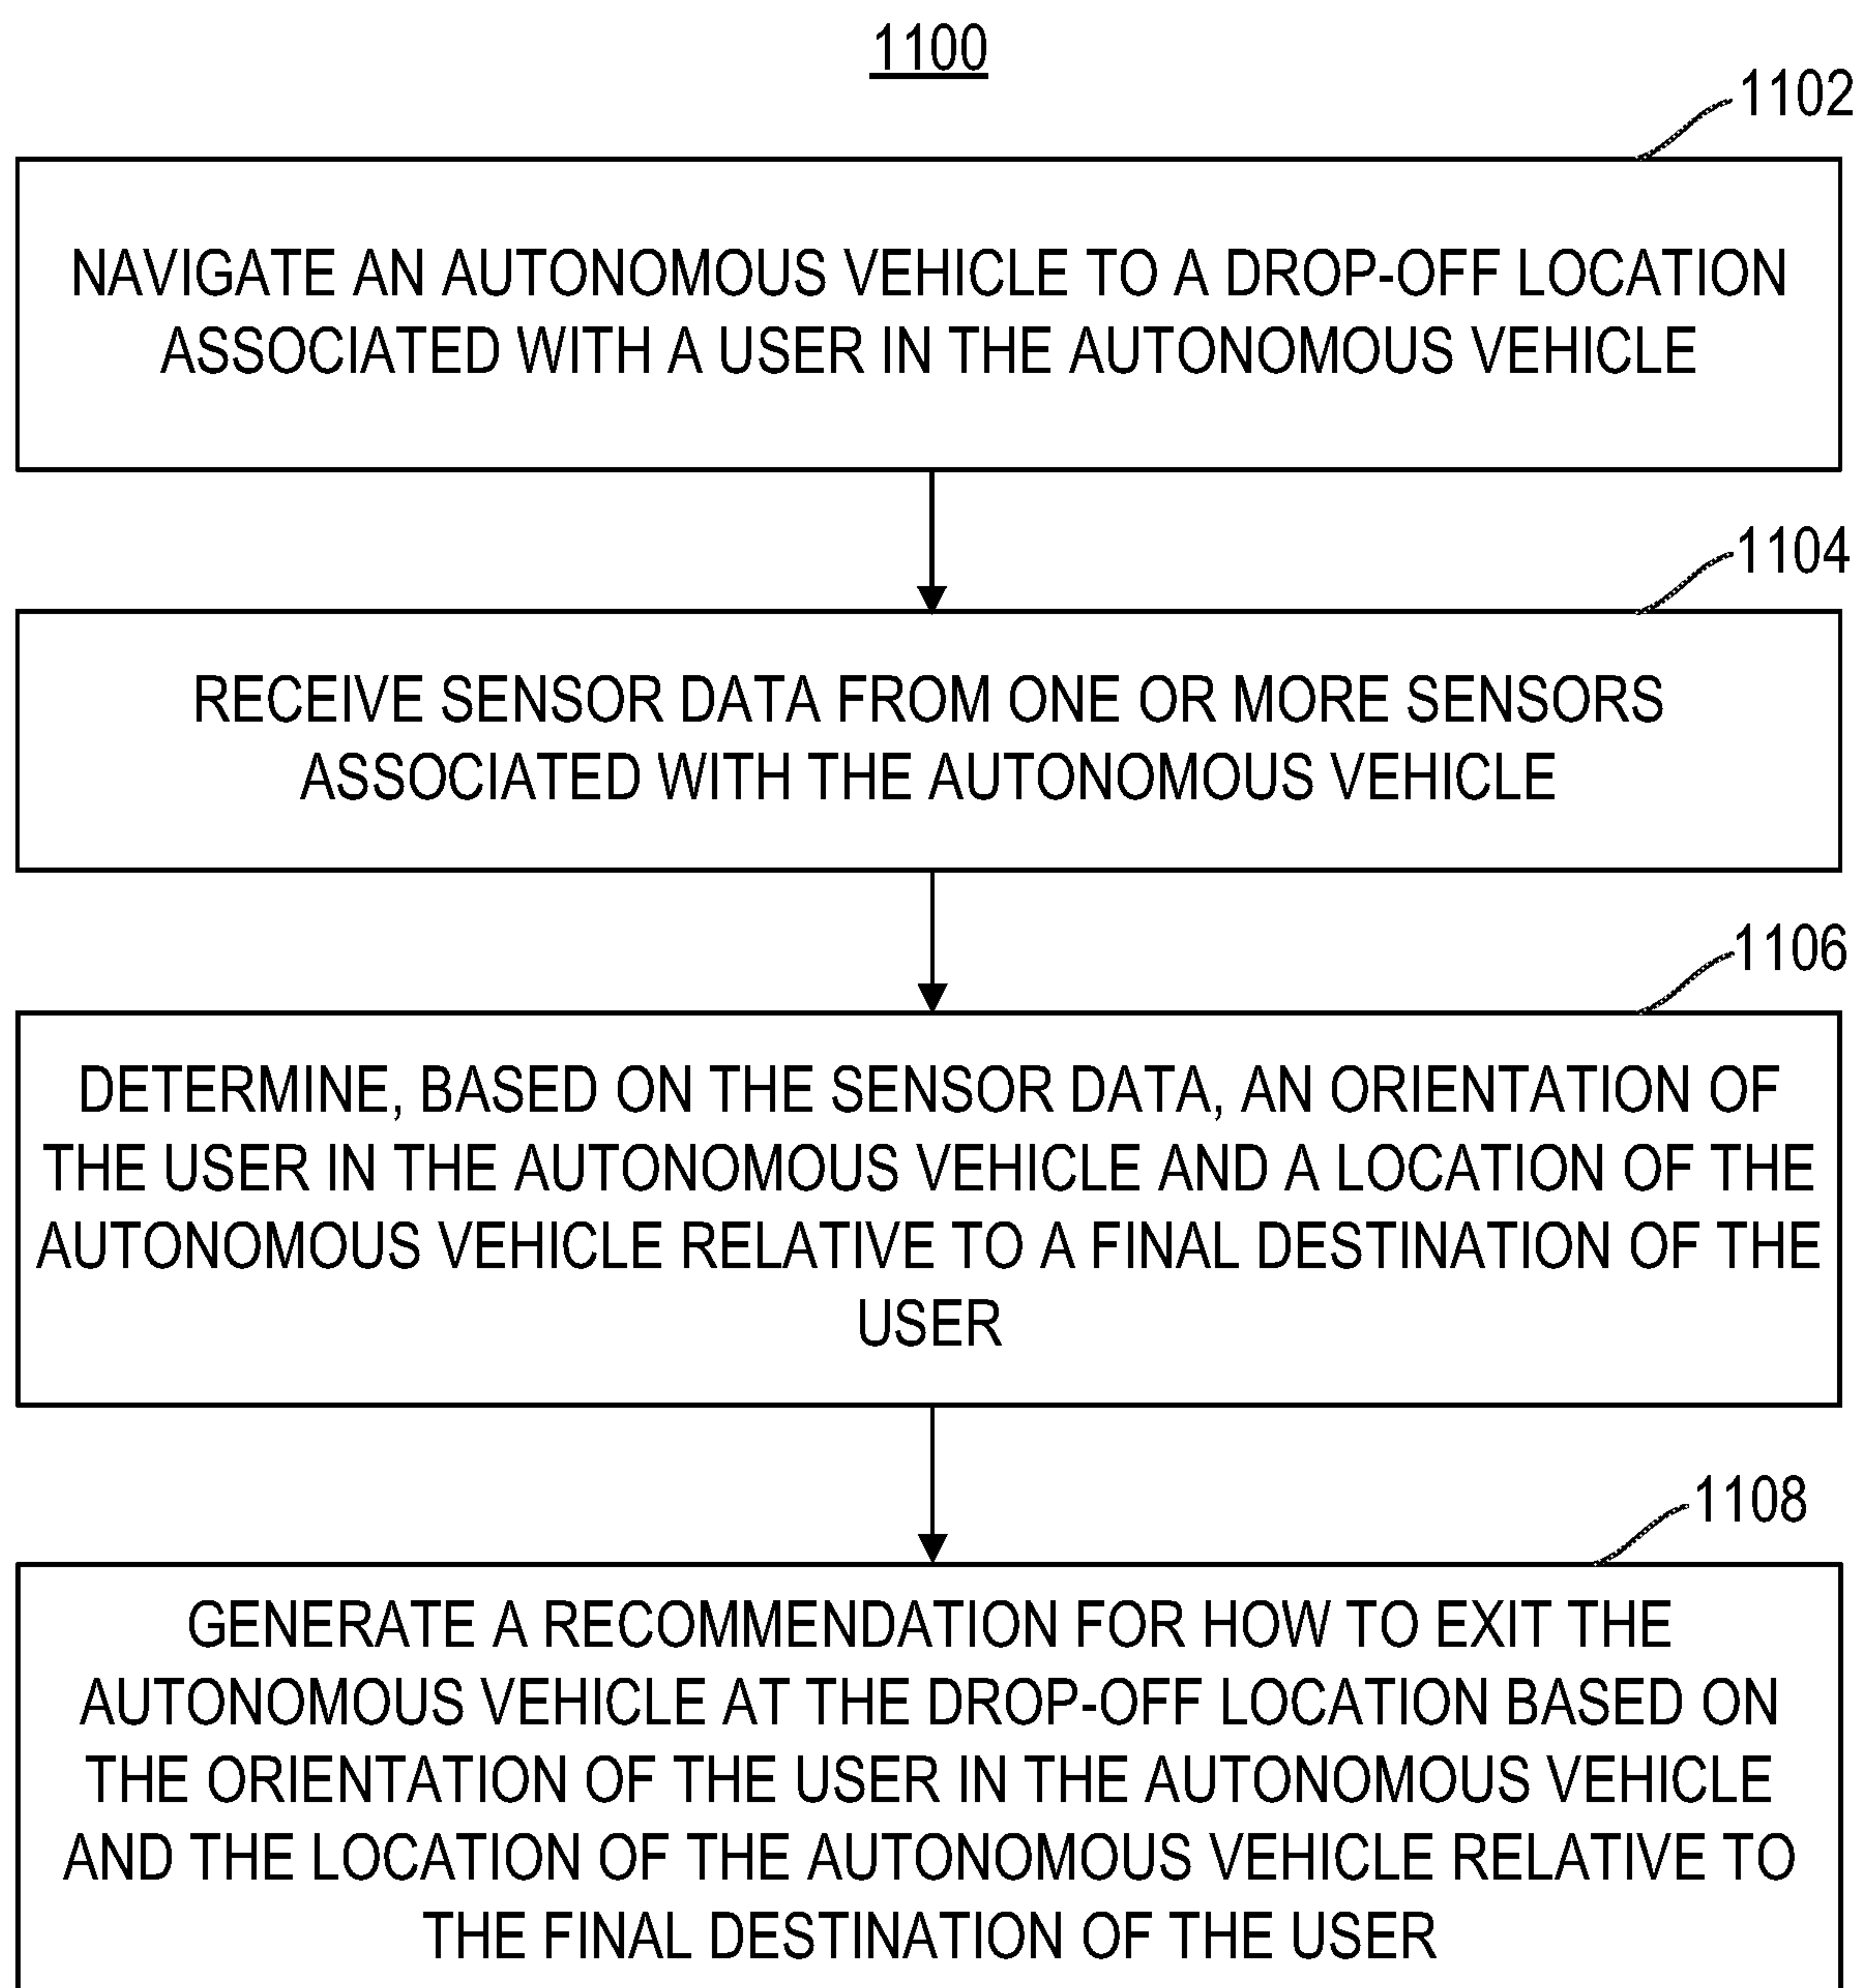 1100
1102
NAVIGATE AN AUTONOMOUS VEHICLE TO A DROP-OFF LOCATION
ASSOCIATED WITH A USER IN THE AUTONOMOUS VEHICLE
1104
RECEIVE SENSOR DATA FROM ONE OR MORE SENSORS
ASSOCIATED WITH THE AUTONOMOUS VEHICLE
1106
DETERMINE, BASED ON THE SENSOR DATA, AN ORIENTATION OF
THE USER IN THE AUTONOMOUS VEHICLE AND A LOCATION OF THE
AUTONOMOUS VEHICLE RELATIVE TO A FINAL DESTINATION OF THE
USER
1108
GENERATE A RECOMMENDATION FOR HOW TO EXIT THE
AUTONOMOUS VEHICLE AT THE DROP-OFF LOCATION BASED ON
THE ORIENTATION OF THE USER IN THE AUTONOMOUS VEHICLE
AND THE LOCATION OF THE AUTONOMOUS VEHICLE RELATIVE TO
THE FINAL DESTINATION OF THE USER